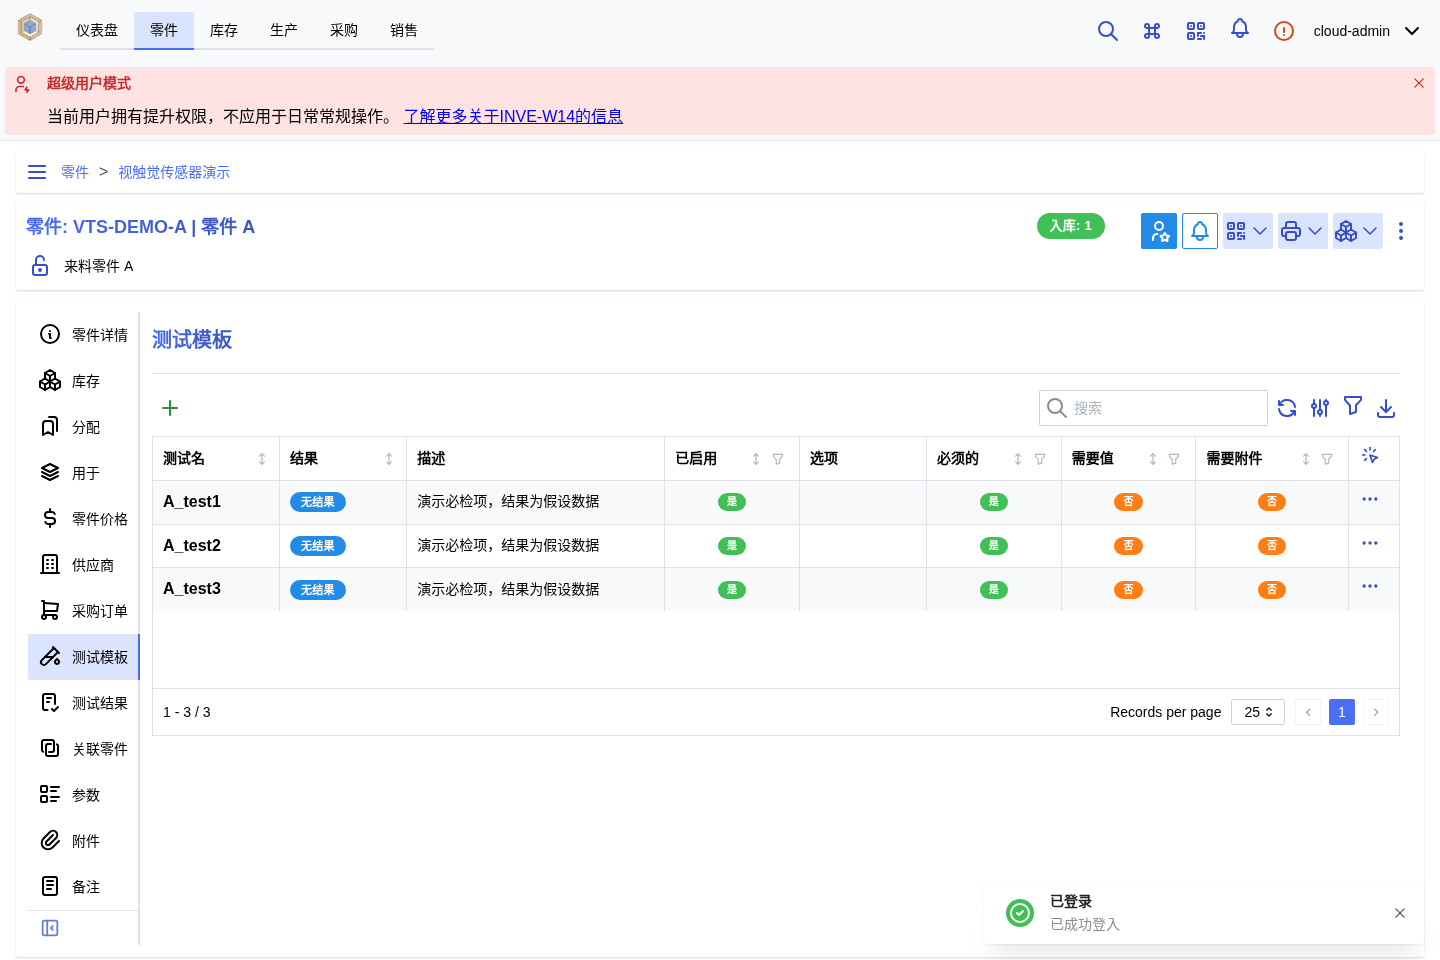 仪表盘 零件 库存 生产 采购 销售 cloud-admin
超级用户模式
当前用户拥有提升权限，不应用于日常常规操作。 了解更多关于INVE-W14的信息
零件 > 视触觉传感器演示
零件: VTS-DEMO-A | 零件 A 入库: 1
来料零件 A
零件详情
库存
分配
用于
零件价格
供应商
采购订单
测试模板
测试结果
关联零件
参数
附件
备注
测试模板
搜索
测试名 结果 描述 已启用 选项 必须的 需要值 需要附件
A_test1 无结果 演示必检项，结果为假设数据 是 是 否 否
A_test2 无结果 演示必检项，结果为假设数据 是 是 否 否
A_test3 无结果 演示必检项，结果为假设数据 是 是 否 否
1 - 3 / 3 Records per page 25 1
已登录
已成功登入